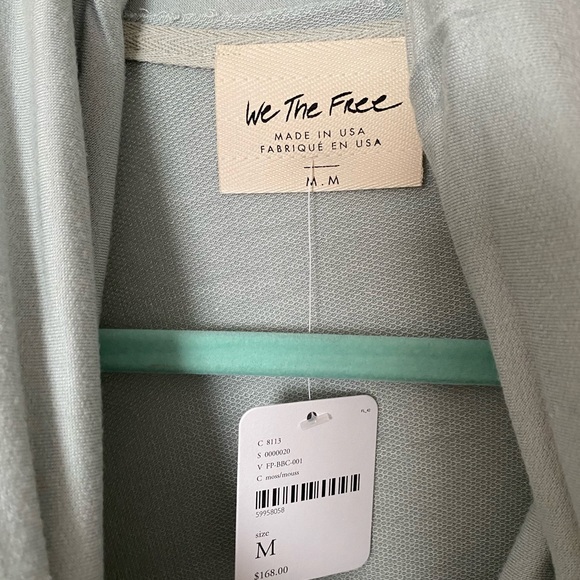 We The Free
MADE IN USA
FABRIQUÉ EN USA
M . M
C 8113
S 0000020
V FP-BBC-001
C moss/mouss
59958058
size
M
$168.00